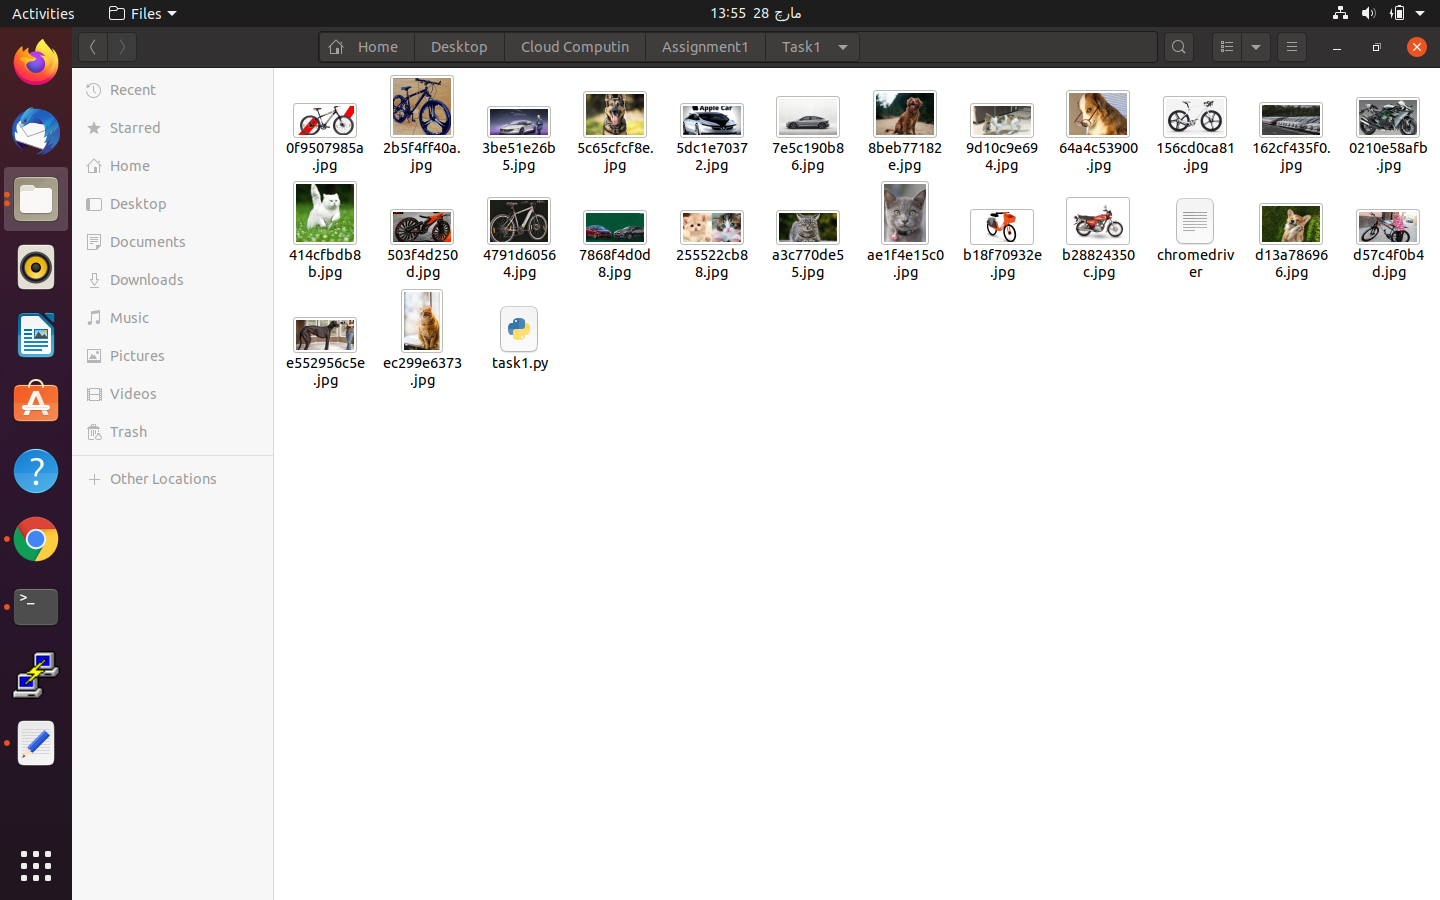 Activities
Files
13:55 28 مارچ
Home
Desktop
Cloud Computin
Assignment1
Task1
Recent
Starred
Home
Desktop
Documents
Downloads
Music
Pictures
Videos
Trash
Other Locations
0f9507985a.jpg
2b5f4ff40a.jpg
3be51e26b5.jpg
5c65cfcf8e.jpg
Apple Car
5dc1e70372.jpg
7e5c190b86.jpg
8beb77182e.jpg
9d10c9e694.jpg
64a4c53900.jpg
156cd0ca81.jpg
162cf435f0.jpg
0210e58afb.jpg
414cfbdb8b.jpg
503f4d250d.jpg
4791d60564.jpg
7868f4d0d8.jpg
255522cb88.jpg
a3c770de55.jpg
ae1f4e15c0.jpg
b18f70932e.jpg
b28824350c.jpg
chromedriver
d13a786966.jpg
d57c4f0b4d.jpg
e552956c5e.jpg
ec299e6373.jpg
task1.py